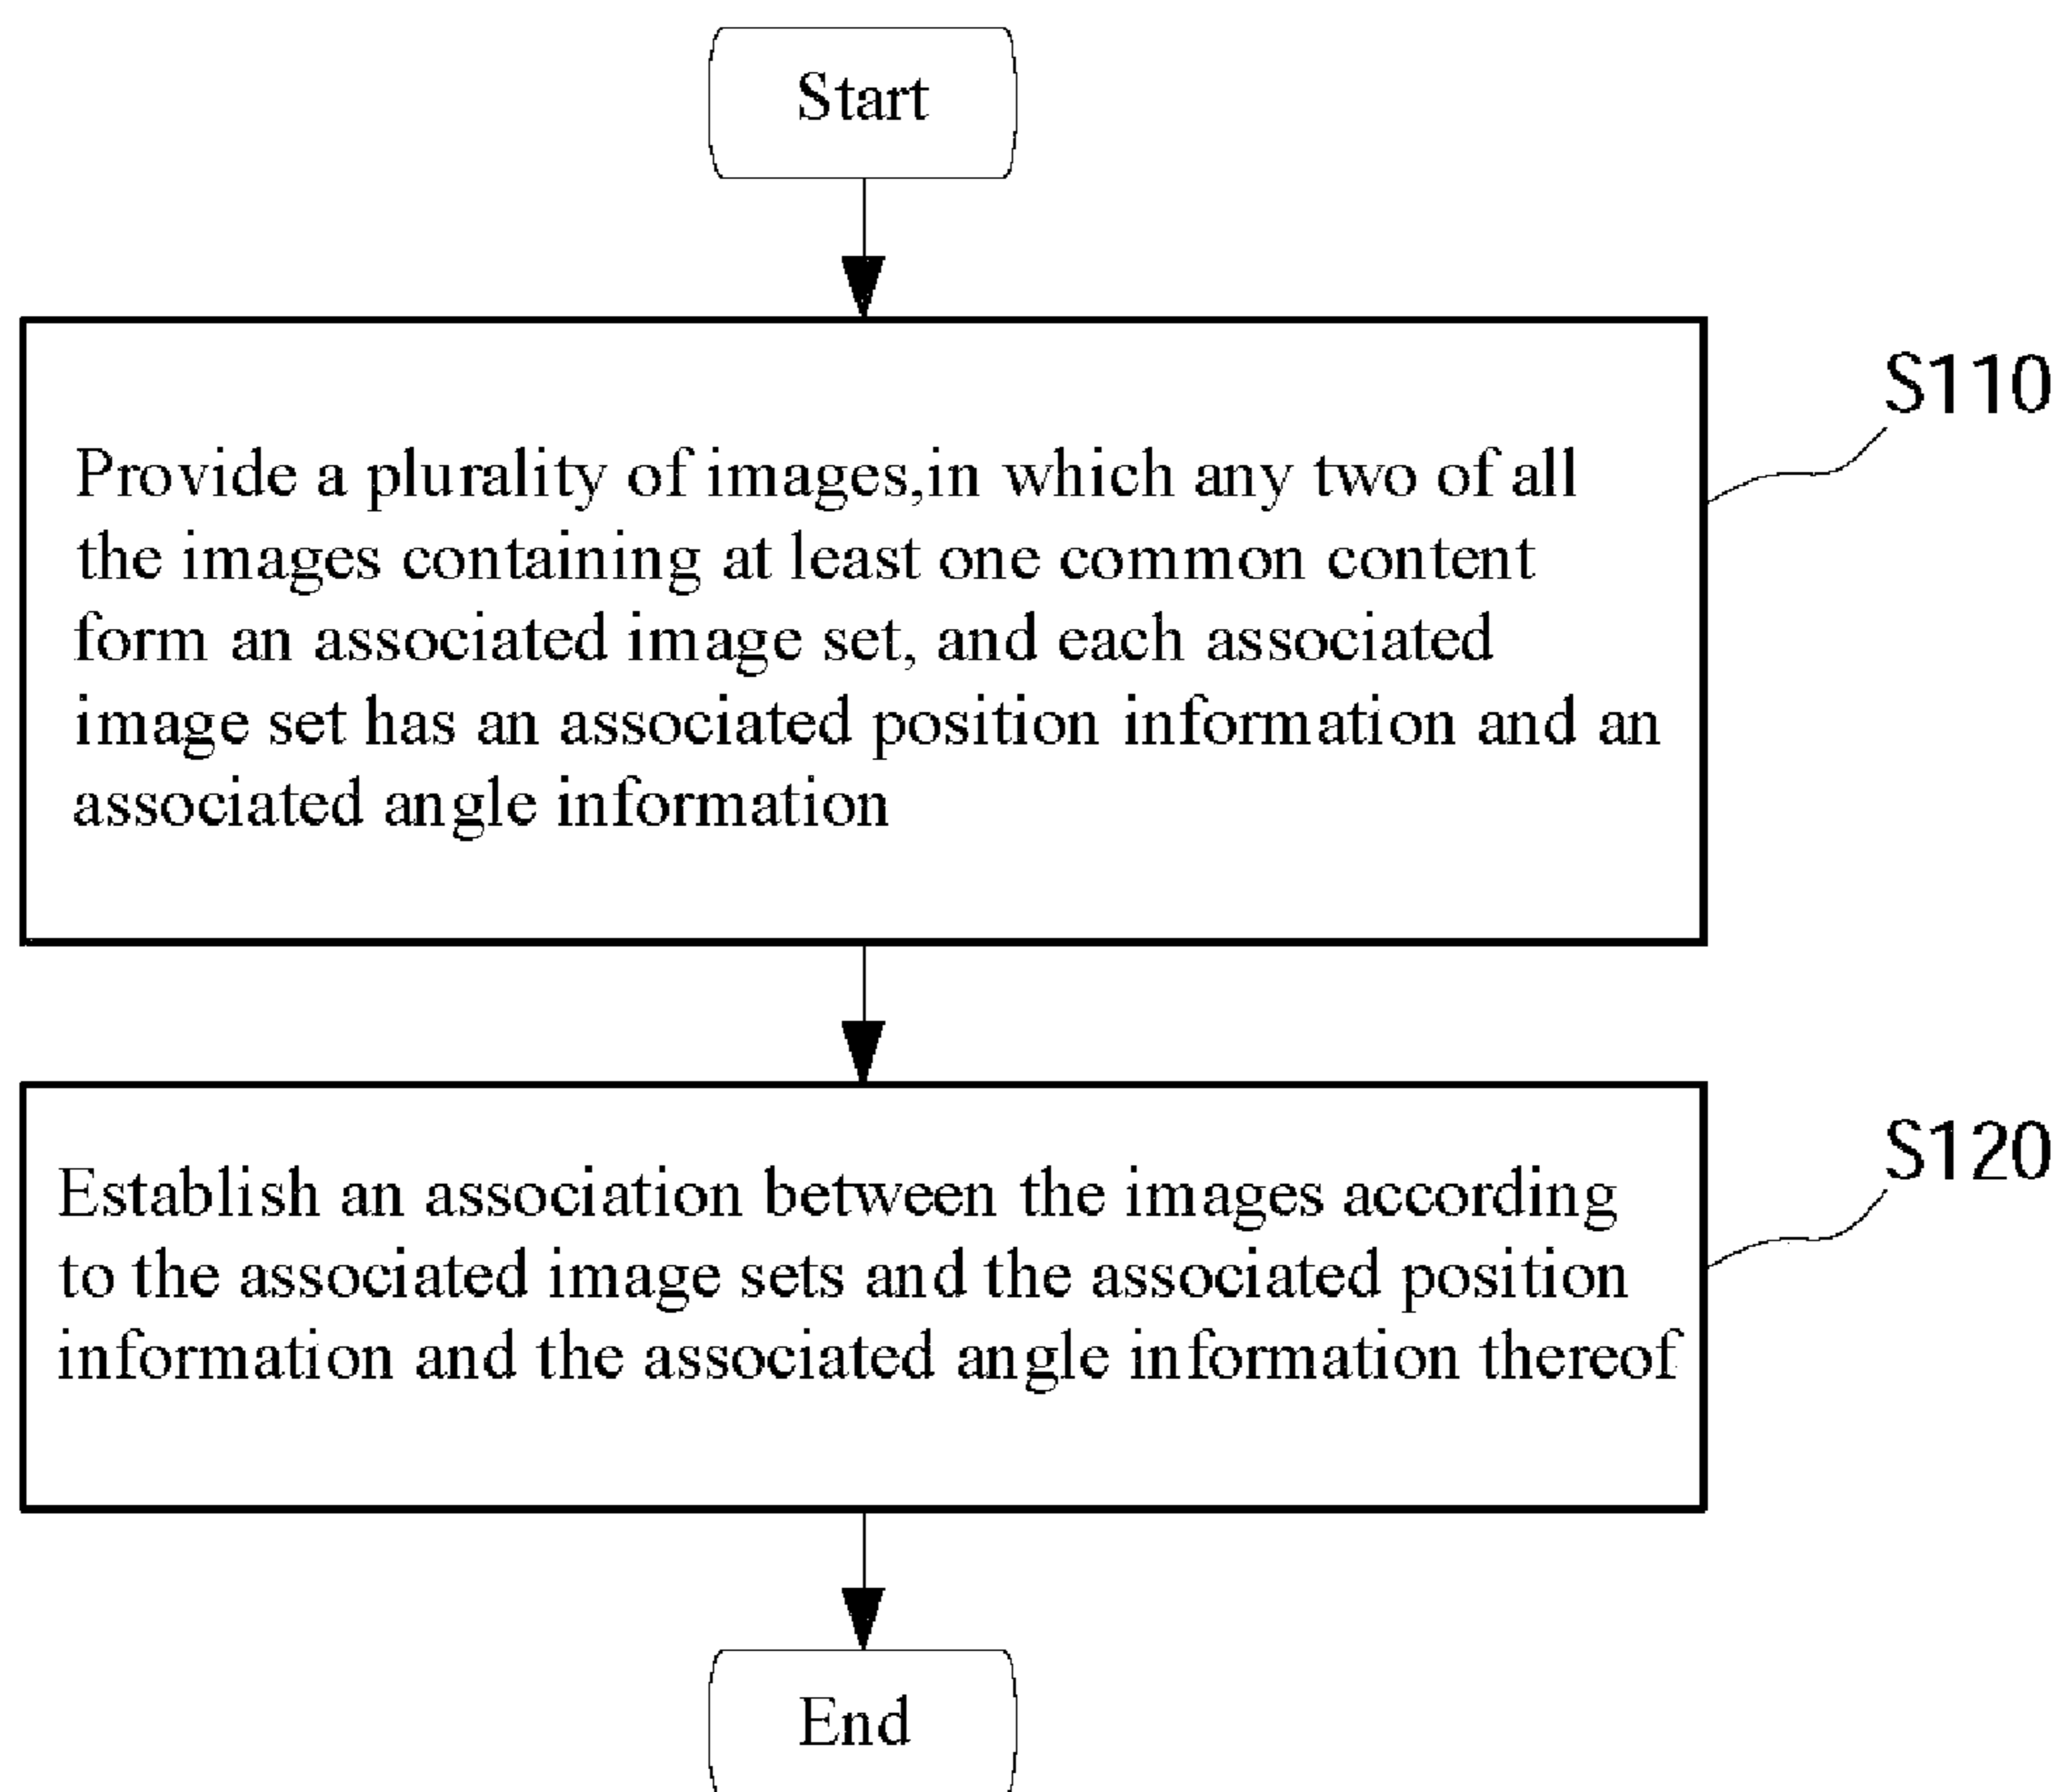 Start
S110
Provide a plurality of images,in which any two of all
the images containing at least one common content
form an associated image set, and each associated
image set has an associated position information and an
associated angle information
S120
Establish an association between the images according
to the associated image sets and the associated position
information and the associated angle information thereof
End